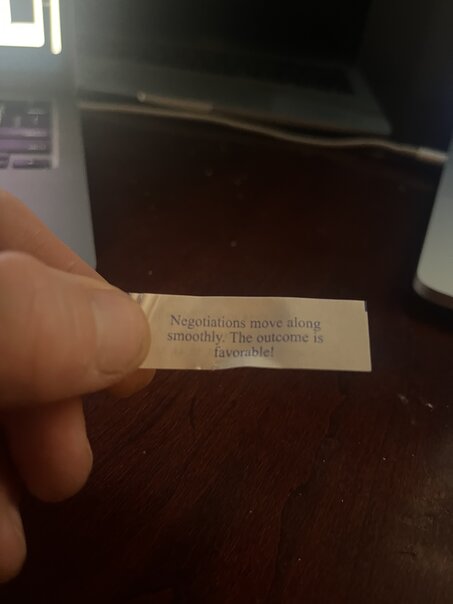 Negotiations move along
smoothly. The outcome is
favorable!